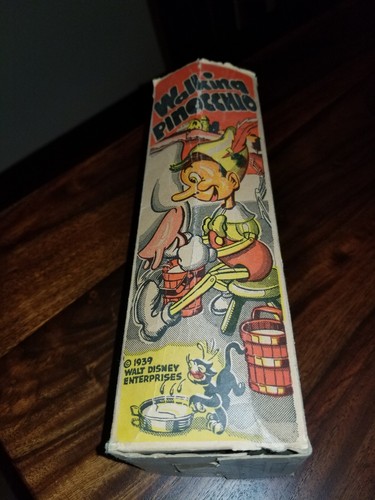 Walking
PINOCCHIO
© 1939
WALT DISNEY
ENTERPRISES